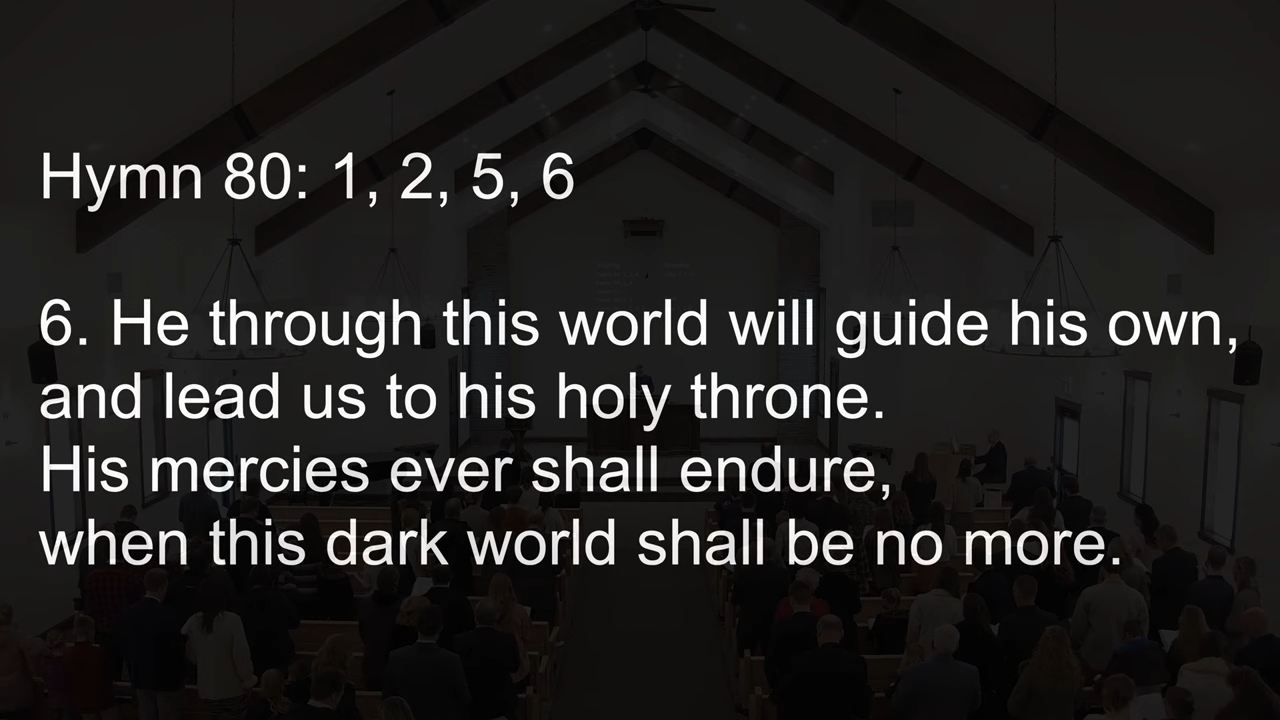 Hymn 80: 1, 2, 5, 6
6. He through this world will guide his own,
and lead us to his holy throne.
His mercies ever shall endure,
when this dark world shall be no more.